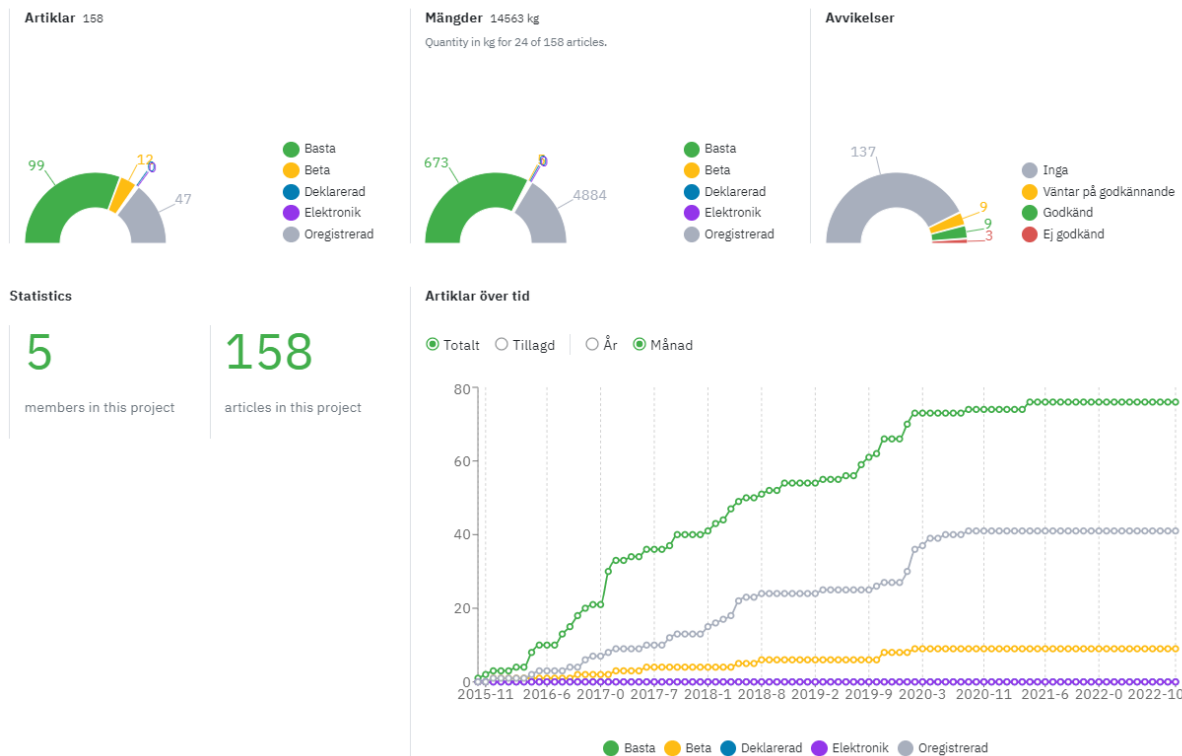 Artiklar 158
99
12
0
47
Basta
Beta
Deklarerad
Elektronik
Oregistrerad
Mängder 14563 kg
Quantity in kg for 24 of 158 articles.
673
0
4884
Basta
Beta
Deklarerad
Elektronik
Oregistrerad
Avvikelser
137
9
9
3
Inga
Väntar på godkännande
Godkänd
Ej godkänd
Statistics
5
members in this project
158
articles in this project
Artiklar över tid
Totalt Tillagd År Månad
80
60
40
20
0
2015-11 2016-6 2017-0 2017-7 2018-1 2018-8 2019-2 2019-9 2020-3 2020-11 2021-6 2022-0 2022-10
Basta Beta Deklarerad Elektronik Oregistrerad